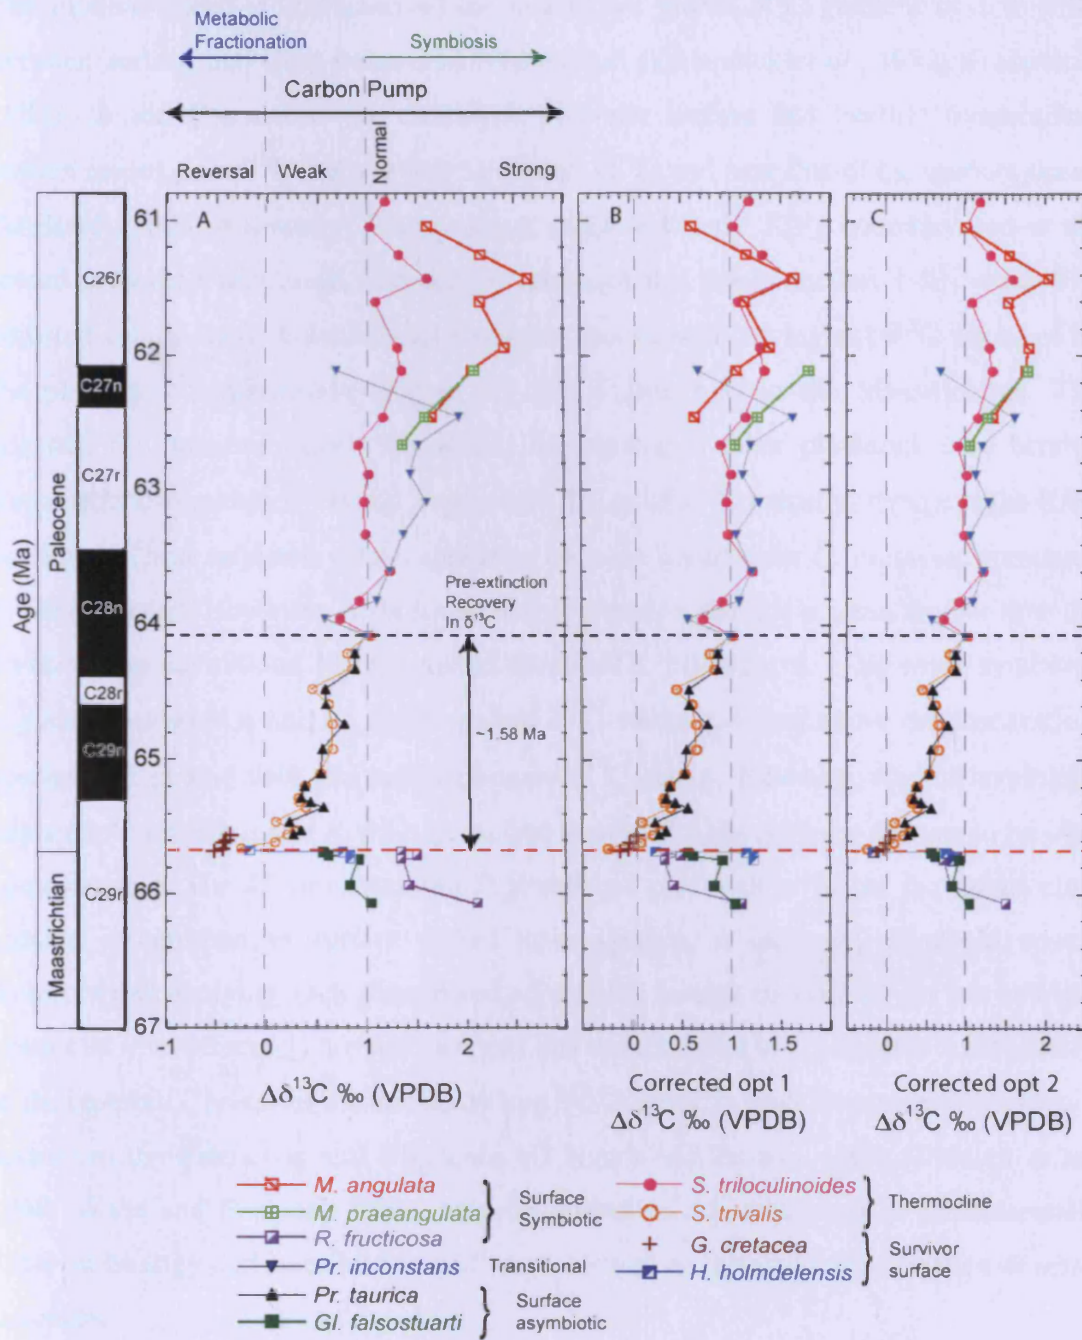 Metabolic
Fractionation
Symbiosis
Carbon Pump
Normal
Reversal
Weak
Strong
A
B
C
61
62
63
64
65
66
67
Age (Ma)
Paleocene
Maastrichtian
C26r
C27n
C27r
C28n
C28r
C29n
C29r
Pre-extinction
Recovery
In δ¹³C
~1.58 Ma
0 1 2
0 0.5 1 1.5
0 1 2
Δδ¹³C ‰ (VPDB)
Corrected opt 1
Δδ¹³C ‰ (VPDB)
Corrected opt 2
Δδ¹³C ‰ (VPDB)
M. angulata
M. praeangulata
R. fructicosa
Surface
Symbiotic
Pr. inconstans
Transitional
Pr. taurica
Gl. falsostuarti
Surface
asymbiotic
S. triloculinoides
S. trivalis
Thermocline
G. cretacea
H. holmdelensis
Survivor
surface